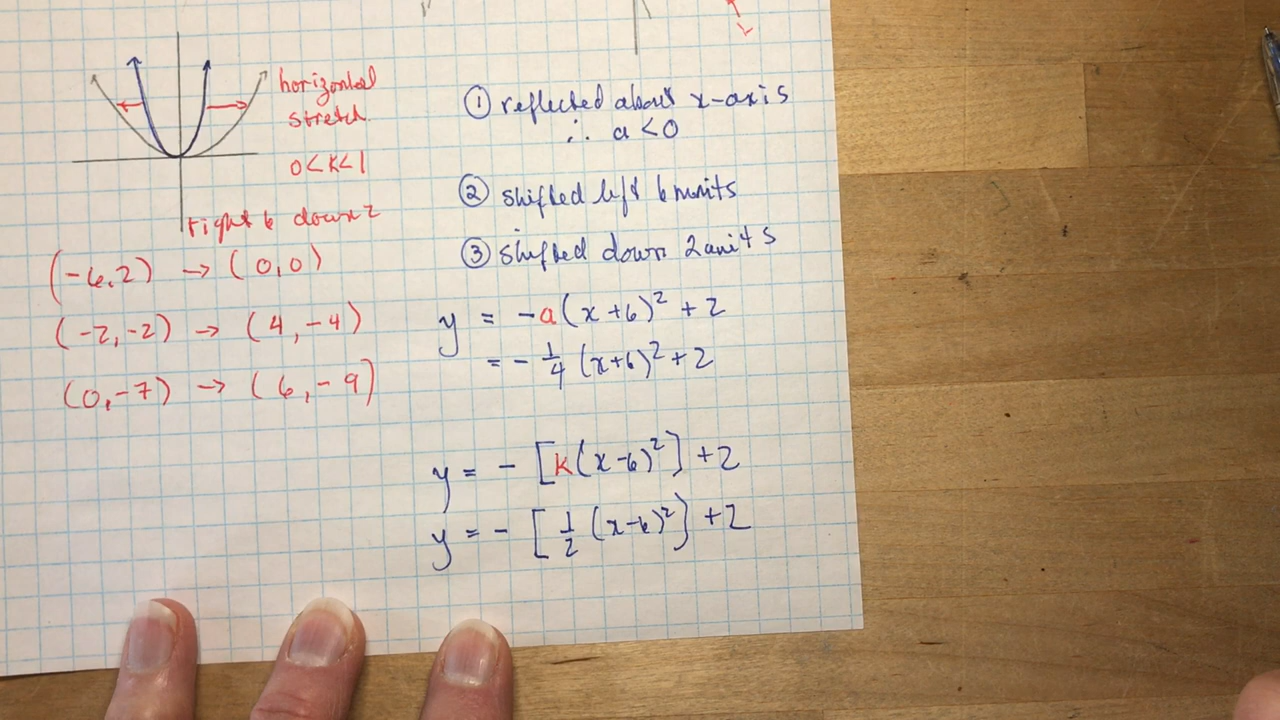 horizontal
stretch
0<k<1
right 6 down 2
(-6,2) → (0,0)
(-2,-2) → (4,-4)
(0,-7) → (6,-9)
① reflected about x-axis
∴ a<0
② shifted left 6 units
③ shifted down 2 units
y = -a(x+6)² + 2
= - 1/4 (x+6)² + 2
y = - [k(x-6)²] + 2
y = - [1/2 (x-6)²] + 2